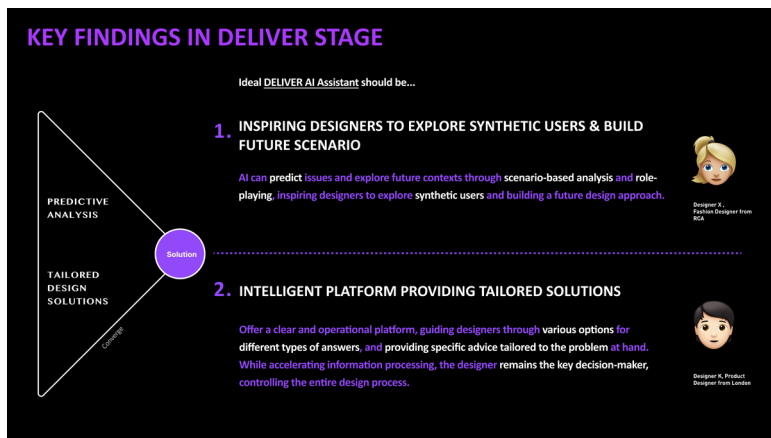 KEY FINDINGS IN DELIVER STAGE
Ideal DELIVER AI Assistant should be...
1. INSPIRING DESIGNERS TO EXPLORE SYNTHETIC USERS & BUILD
FUTURE SCENARIO
AI can predict issues and explore future contexts through scenario-based analysis and role-
playing, inspiring designers to explore synthetic users and building a future design approach.
Designer X ,
Fashion Designer from
RCA
PREDICTIVE
ANALYSIS
Solution
TAILORED
DESIGN
SOLUTIONS
Converge
2. INTELLIGENT PLATFORM PROVIDING TAILORED SOLUTIONS
Offer a clear and operational platform, guiding designers through various options for
different types of answers, and providing specific advice tailored to the problem at hand.
While accelerating information processing, the designer remains the key decision-maker,
controlling the entire design process.
Designer K, Product
Designer from London